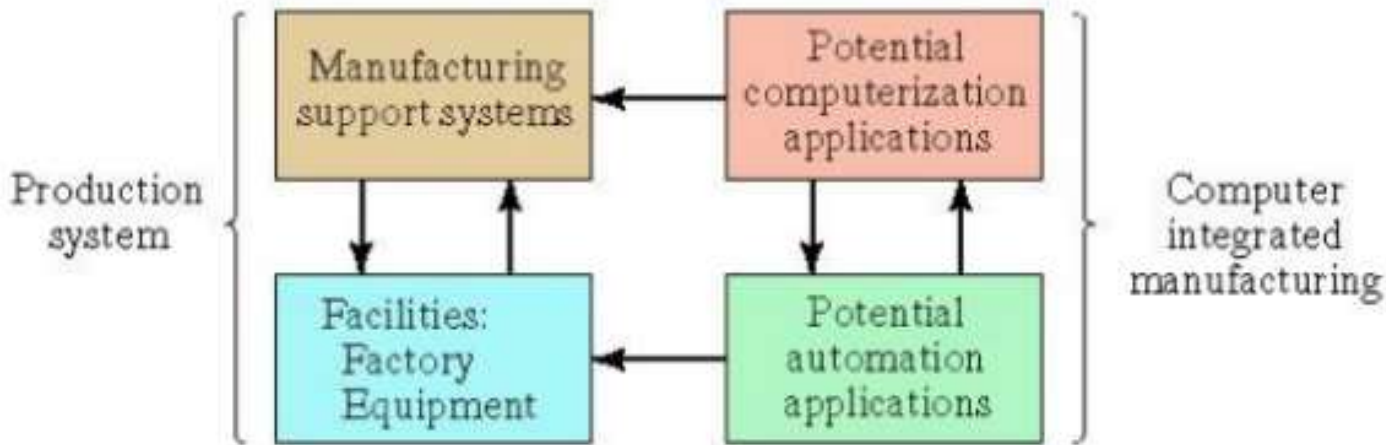 Production
system
Manufacturing
support systems
Potential
computerization
applications
Facilities:
Factory
Equipment
Potential
automation
applications
Computer
integrated
manufacturing